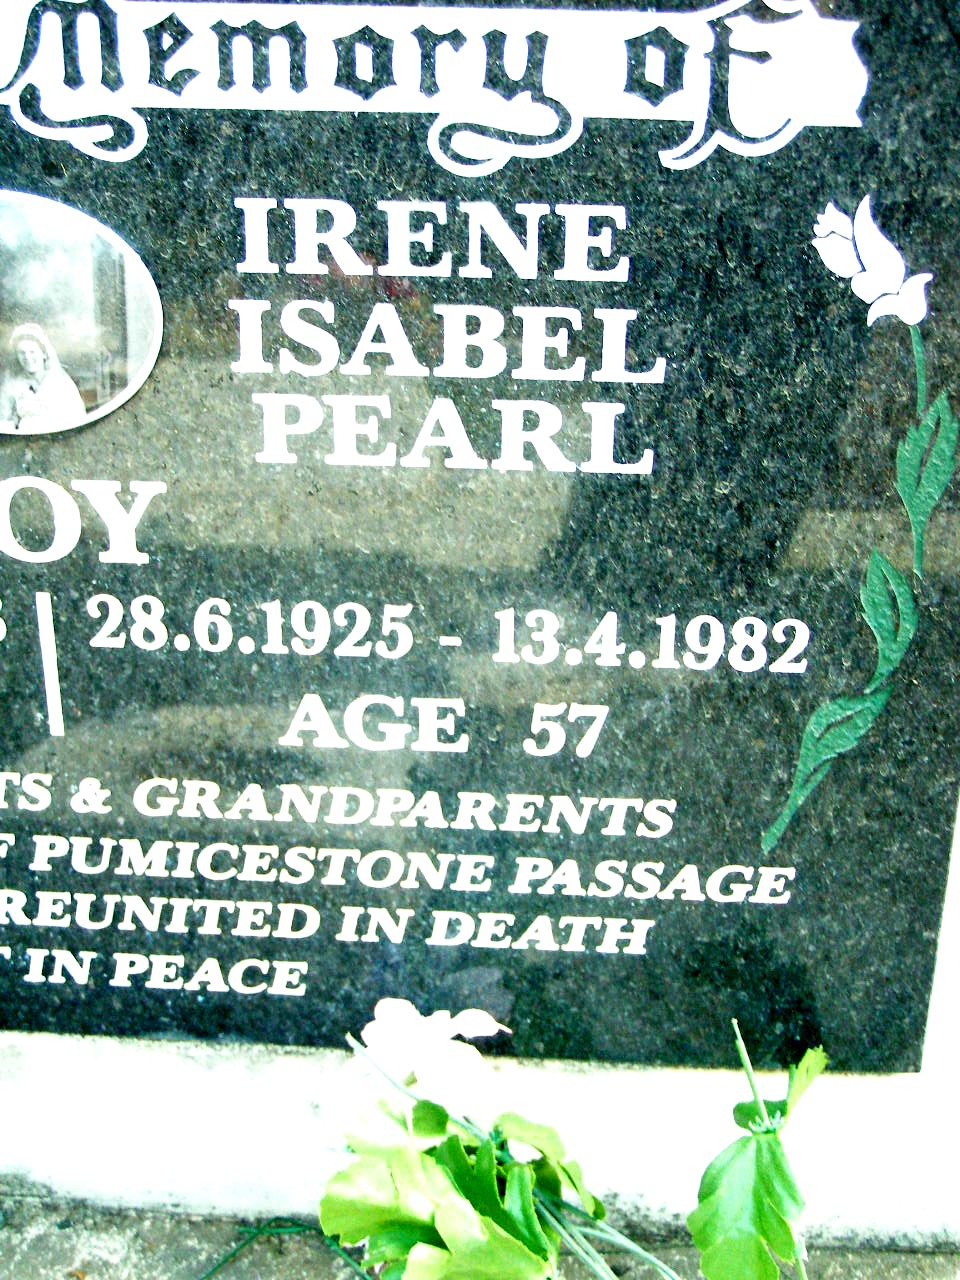 Memory of
IRENE
ISABEL
PEARL
OY
28.6.1925 - 13.4.1982
AGE 57
TS & GRANDPARENTS
F PUMICESTONE PASSAGE
REUNITED IN DEATH
T IN PEACE